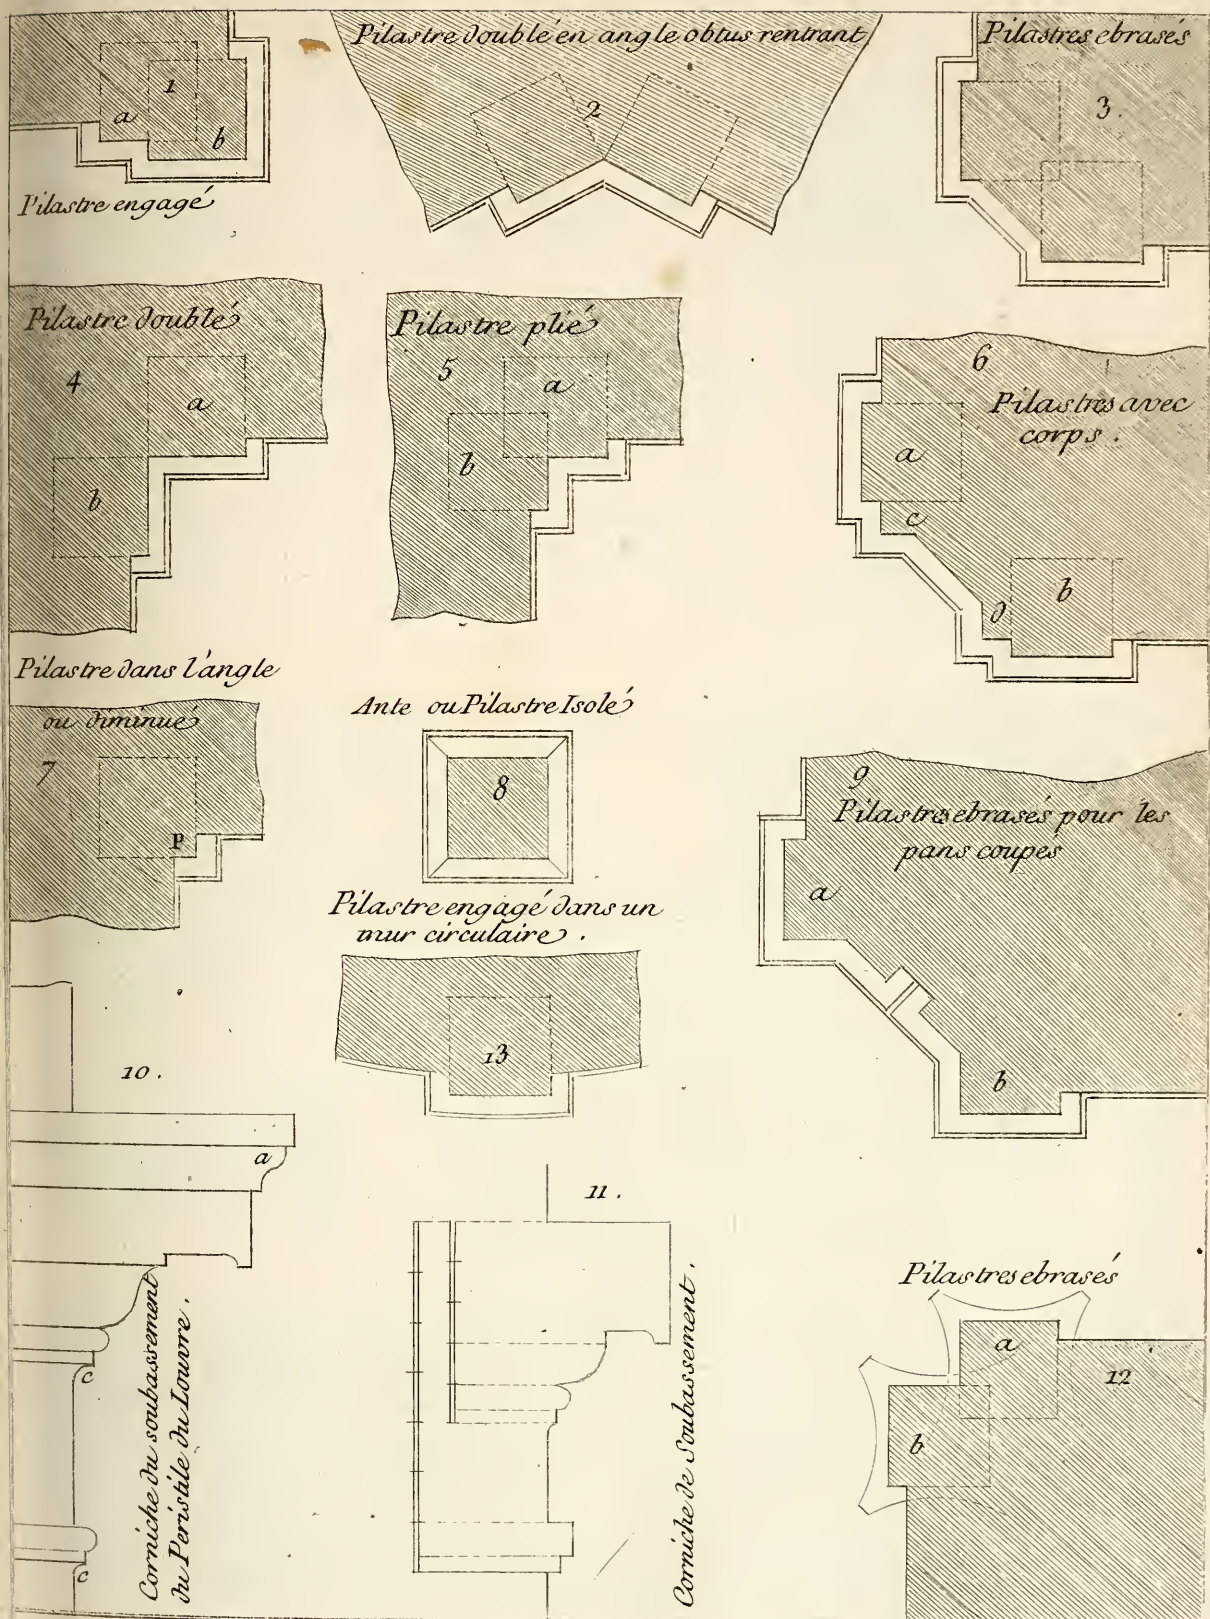 1
a
b
Pilastre engagé
Pilastre doublé en angle obtus rentrant
2
Pilastres ebrasés
3.
Pilastre doublé
4
a
b
Pilastre plié
5
a
b
6
Pilastres avec
corps.
a
c
d
b
Pilastre dans l'angle
ou diminué
7
P
Ante ou Pilastre Isolé
8
9
Pilastres ebrasés pour les
pans coupes
a
b
Pilastre engagé dans un
mur circulaire.
13
10.
a
c
c
Corniche du soubassement
du Peristile du Louvre.
11.
Corniche de Soubassement.
Pilastres ebrasés
a
12
b